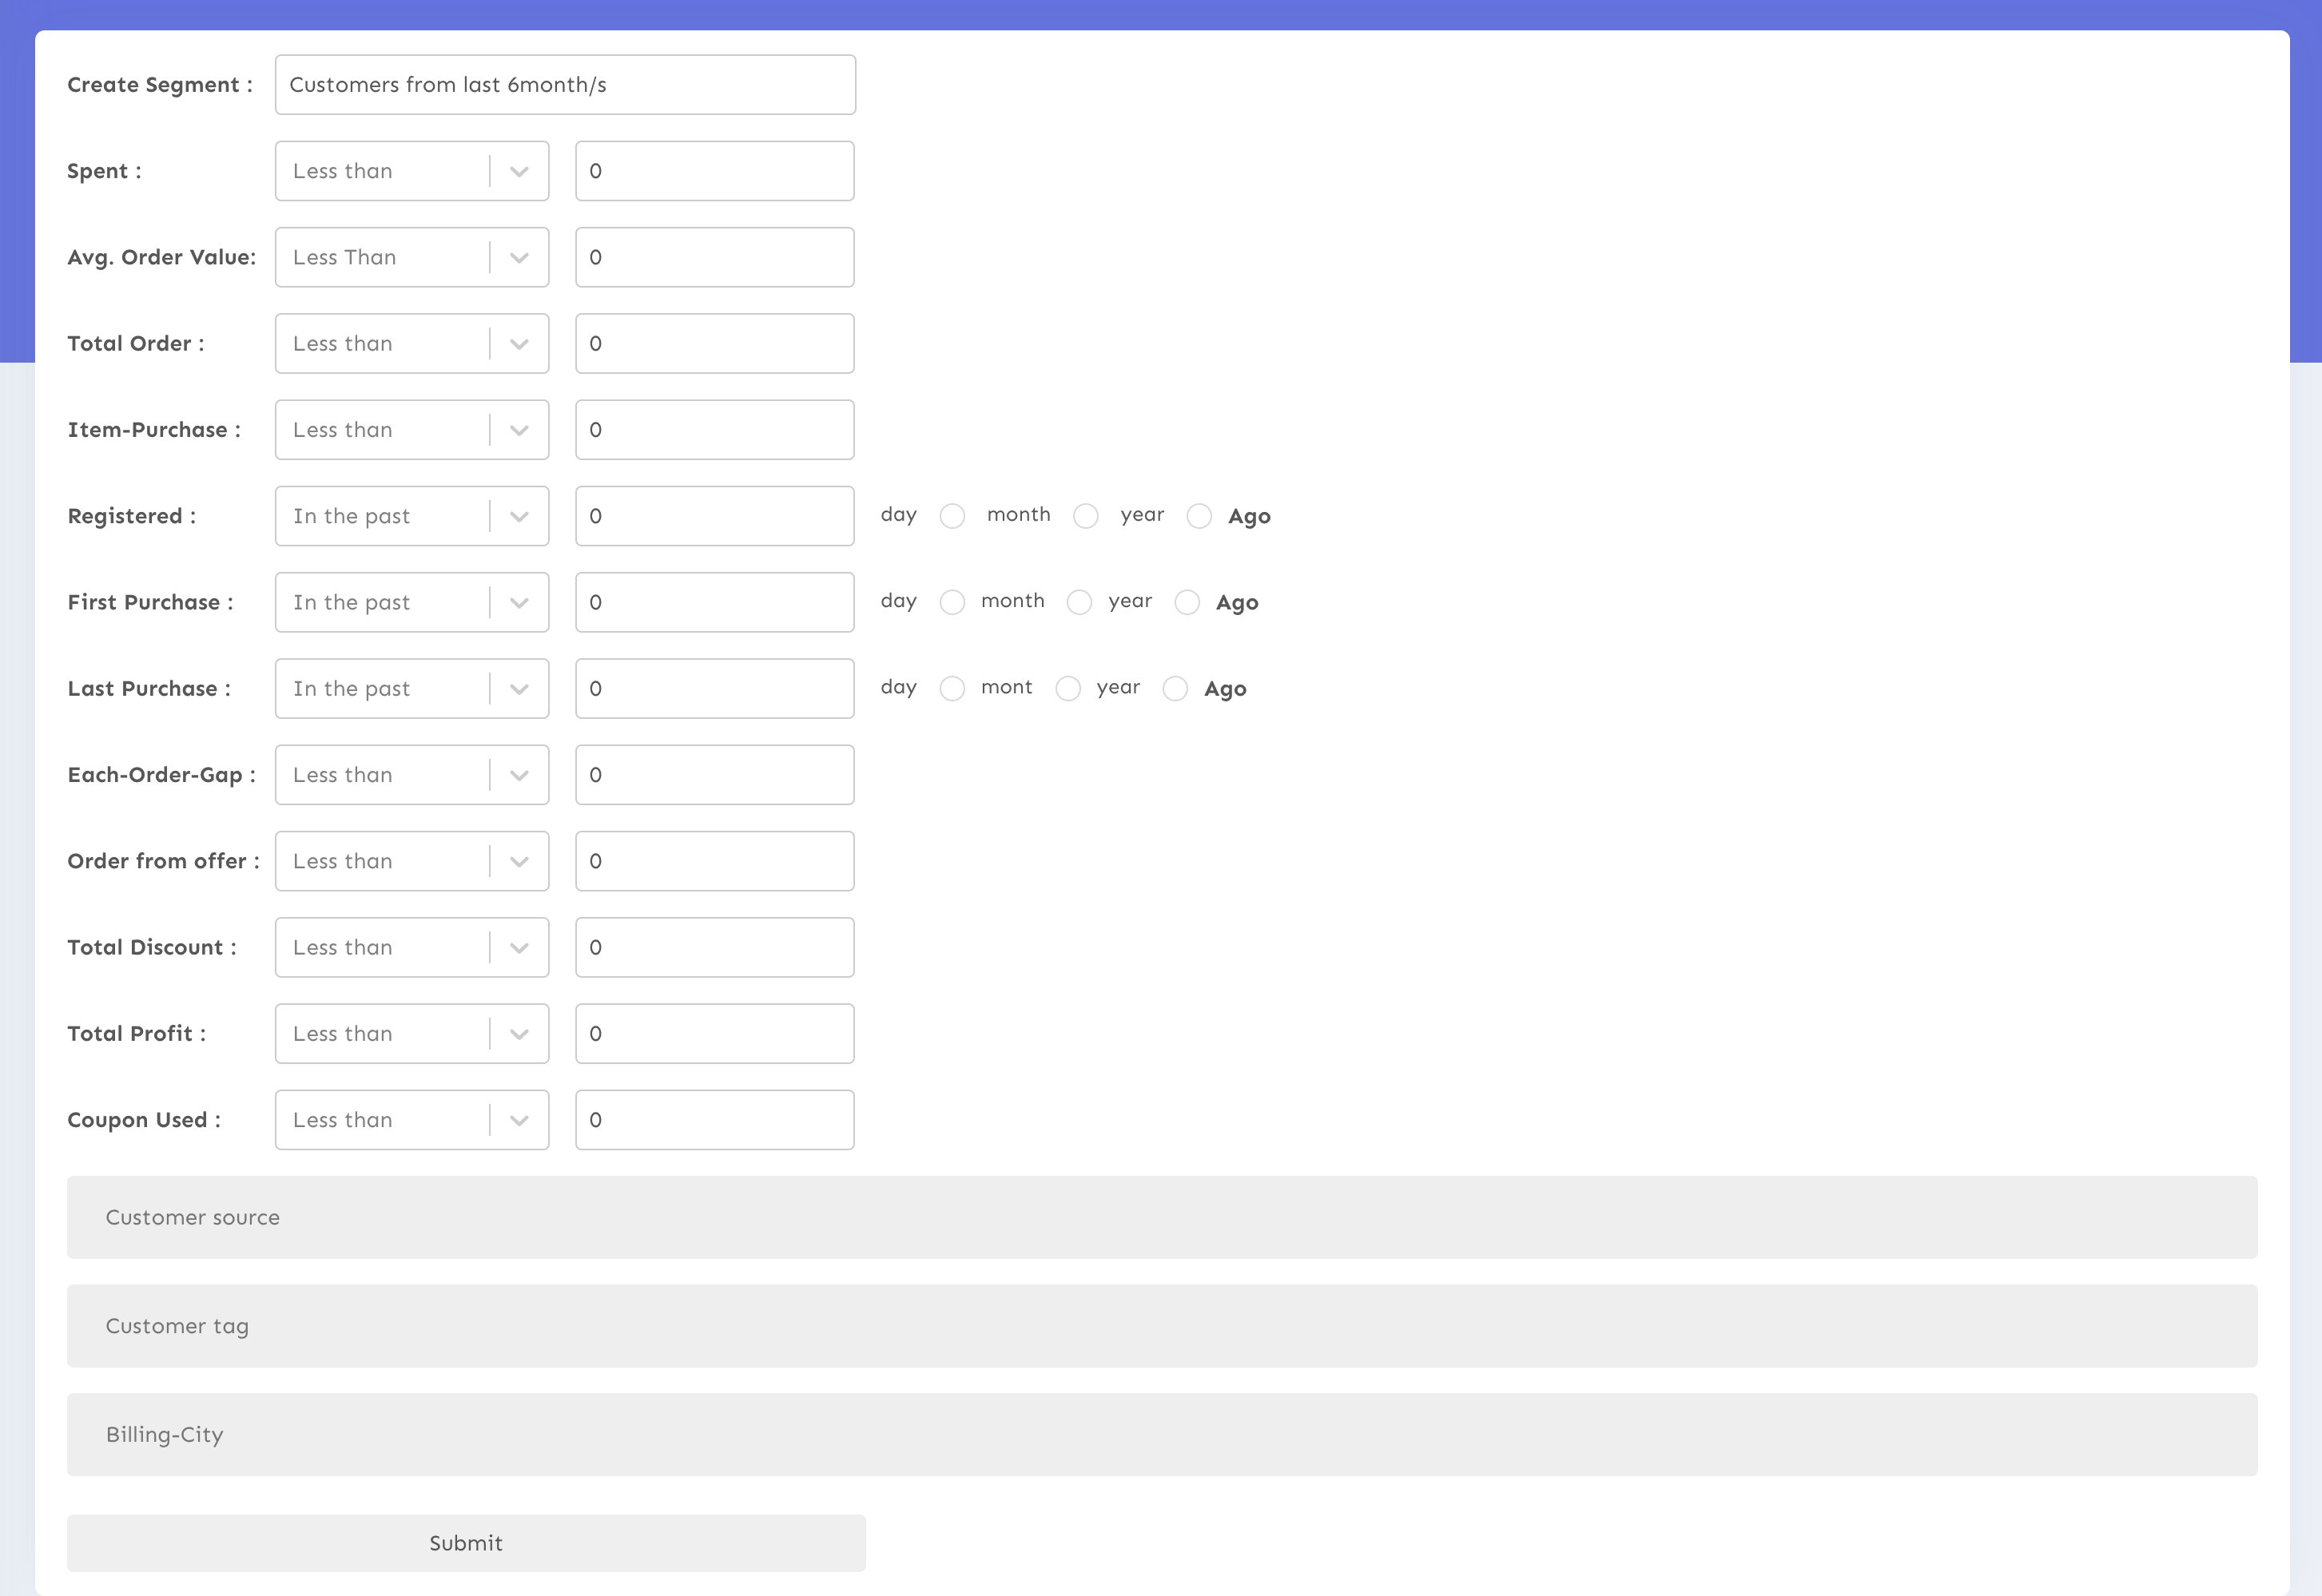 Create Segment : Customers from last 6month/s
Spent : Less than 0
Avg. Order Value: Less Than 0
Total Order : Less than 0
Item-Purchase : Less than 0
Registered : In the past 0 day month year Ago
First Purchase : In the past 0 day month year Ago
Last Purchase : In the past 0 day mont year Ago
Each-Order-Gap : Less than 0
Order from offer : Less than 0
Total Discount : Less than 0
Total Profit : Less than 0
Coupon Used : Less than 0
Customer source
Customer tag
Billing-City
Submit